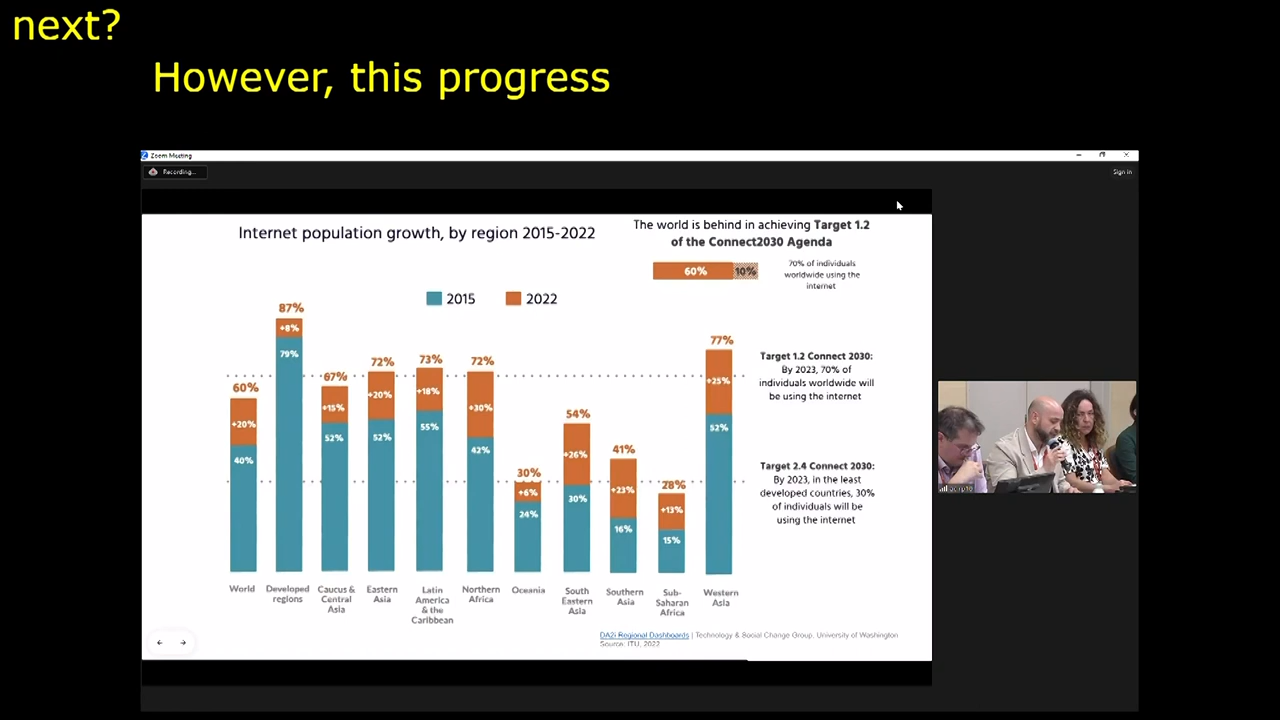 next?
However, this progress
Zoom Meeting
Recording...
Sign in
Internet population growth, by region 2015-2022
The world is behind in achieving Target 1.2
of the Connect2030 Agenda
60% 10%
70% of individuals
worldwide using the
internet
2015 2022
87%
+8%
79%
60%
+20%
40%
67%
+15%
52%
72%
+20%
52%
73%
+18%
55%
72%
+30%
42%
30%
+6%
24%
54%
+26%
30%
41%
+23%
16%
28%
+13%
15%
77%
+25%
52%
Target 1.2 Connect 2030:
By 2023, 70% of
individuals worldwide will
be using the internet
Target 2.4 Connect 2030:
By 2023, in the least
developed countries, 30%
of individuals will be
using the internet
World
Developed
regions
Caucus &
Central
Asia
Eastern
Asia
Latin
America
& the
Caribbean
Northern
Africa
Oceania
South
Eastern
Asia
Southern
Asia
Sub-
Saharan
Africa
Western
Asia
DA2I Regional Dashboards | Technology & Social Change Group, University of Washington
Source: ITU, 2022